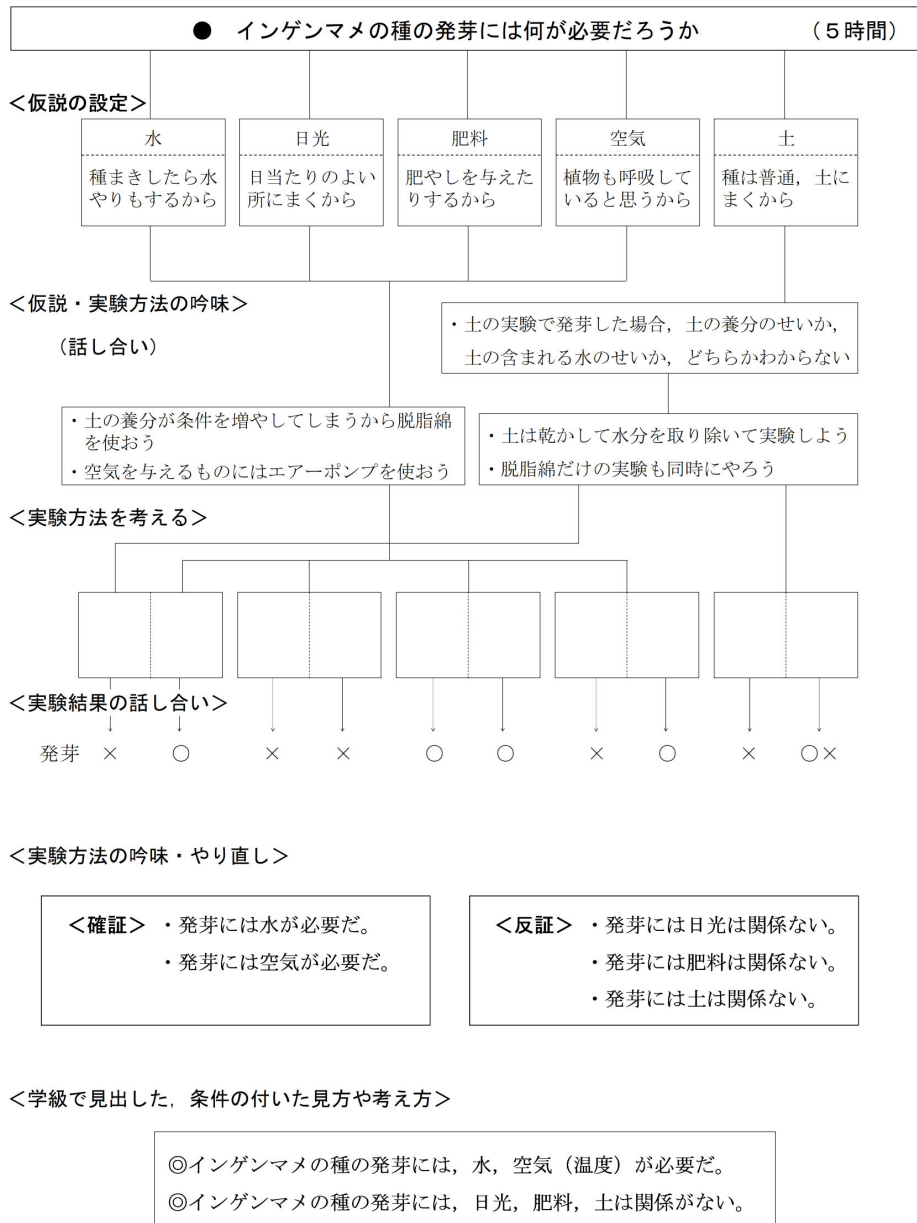 ● インゲンマメの種の発芽には何が必要だろうか （５時間）
＜仮説の設定＞
水
種まきしたら水
やりもするから
日光
日当たりのよい
所にまくから
肥料
肥やしを与えた
りするから
空気
植物も呼吸して
いると思うから
土
種は普通，土に
まくから
＜仮説・実験方法の吟味＞
（話し合い）
・土の実験で発芽した場合，土の養分のせいか，
土の含まれる水のせいか，どちらかわからない
・土の養分が条件を増やしてしまうから脱脂綿
を使おう
・空気を与えるものにはエアーポンプを使おう
・土は乾かして水分を取り除いて実験しよう
・脱脂綿だけの実験も同時にやろう
＜実験方法を考える＞
＜実験結果の話し合い＞
発芽 × ○ × × ○ ○ × ○ × ○×
＜実験方法の吟味・やり直し＞
＜確証＞ ・発芽には水が必要だ。
・発芽には空気が必要だ。
＜反証＞ ・発芽には日光は関係ない。
・発芽には肥料は関係ない。
・発芽には土は関係ない。
＜学級で見出した，条件の付いた見方や考え方＞
◎インゲンマメの種の発芽には，水，空気（温度）が必要だ。
◎インゲンマメの種の発芽には，日光，肥料，土は関係がない。